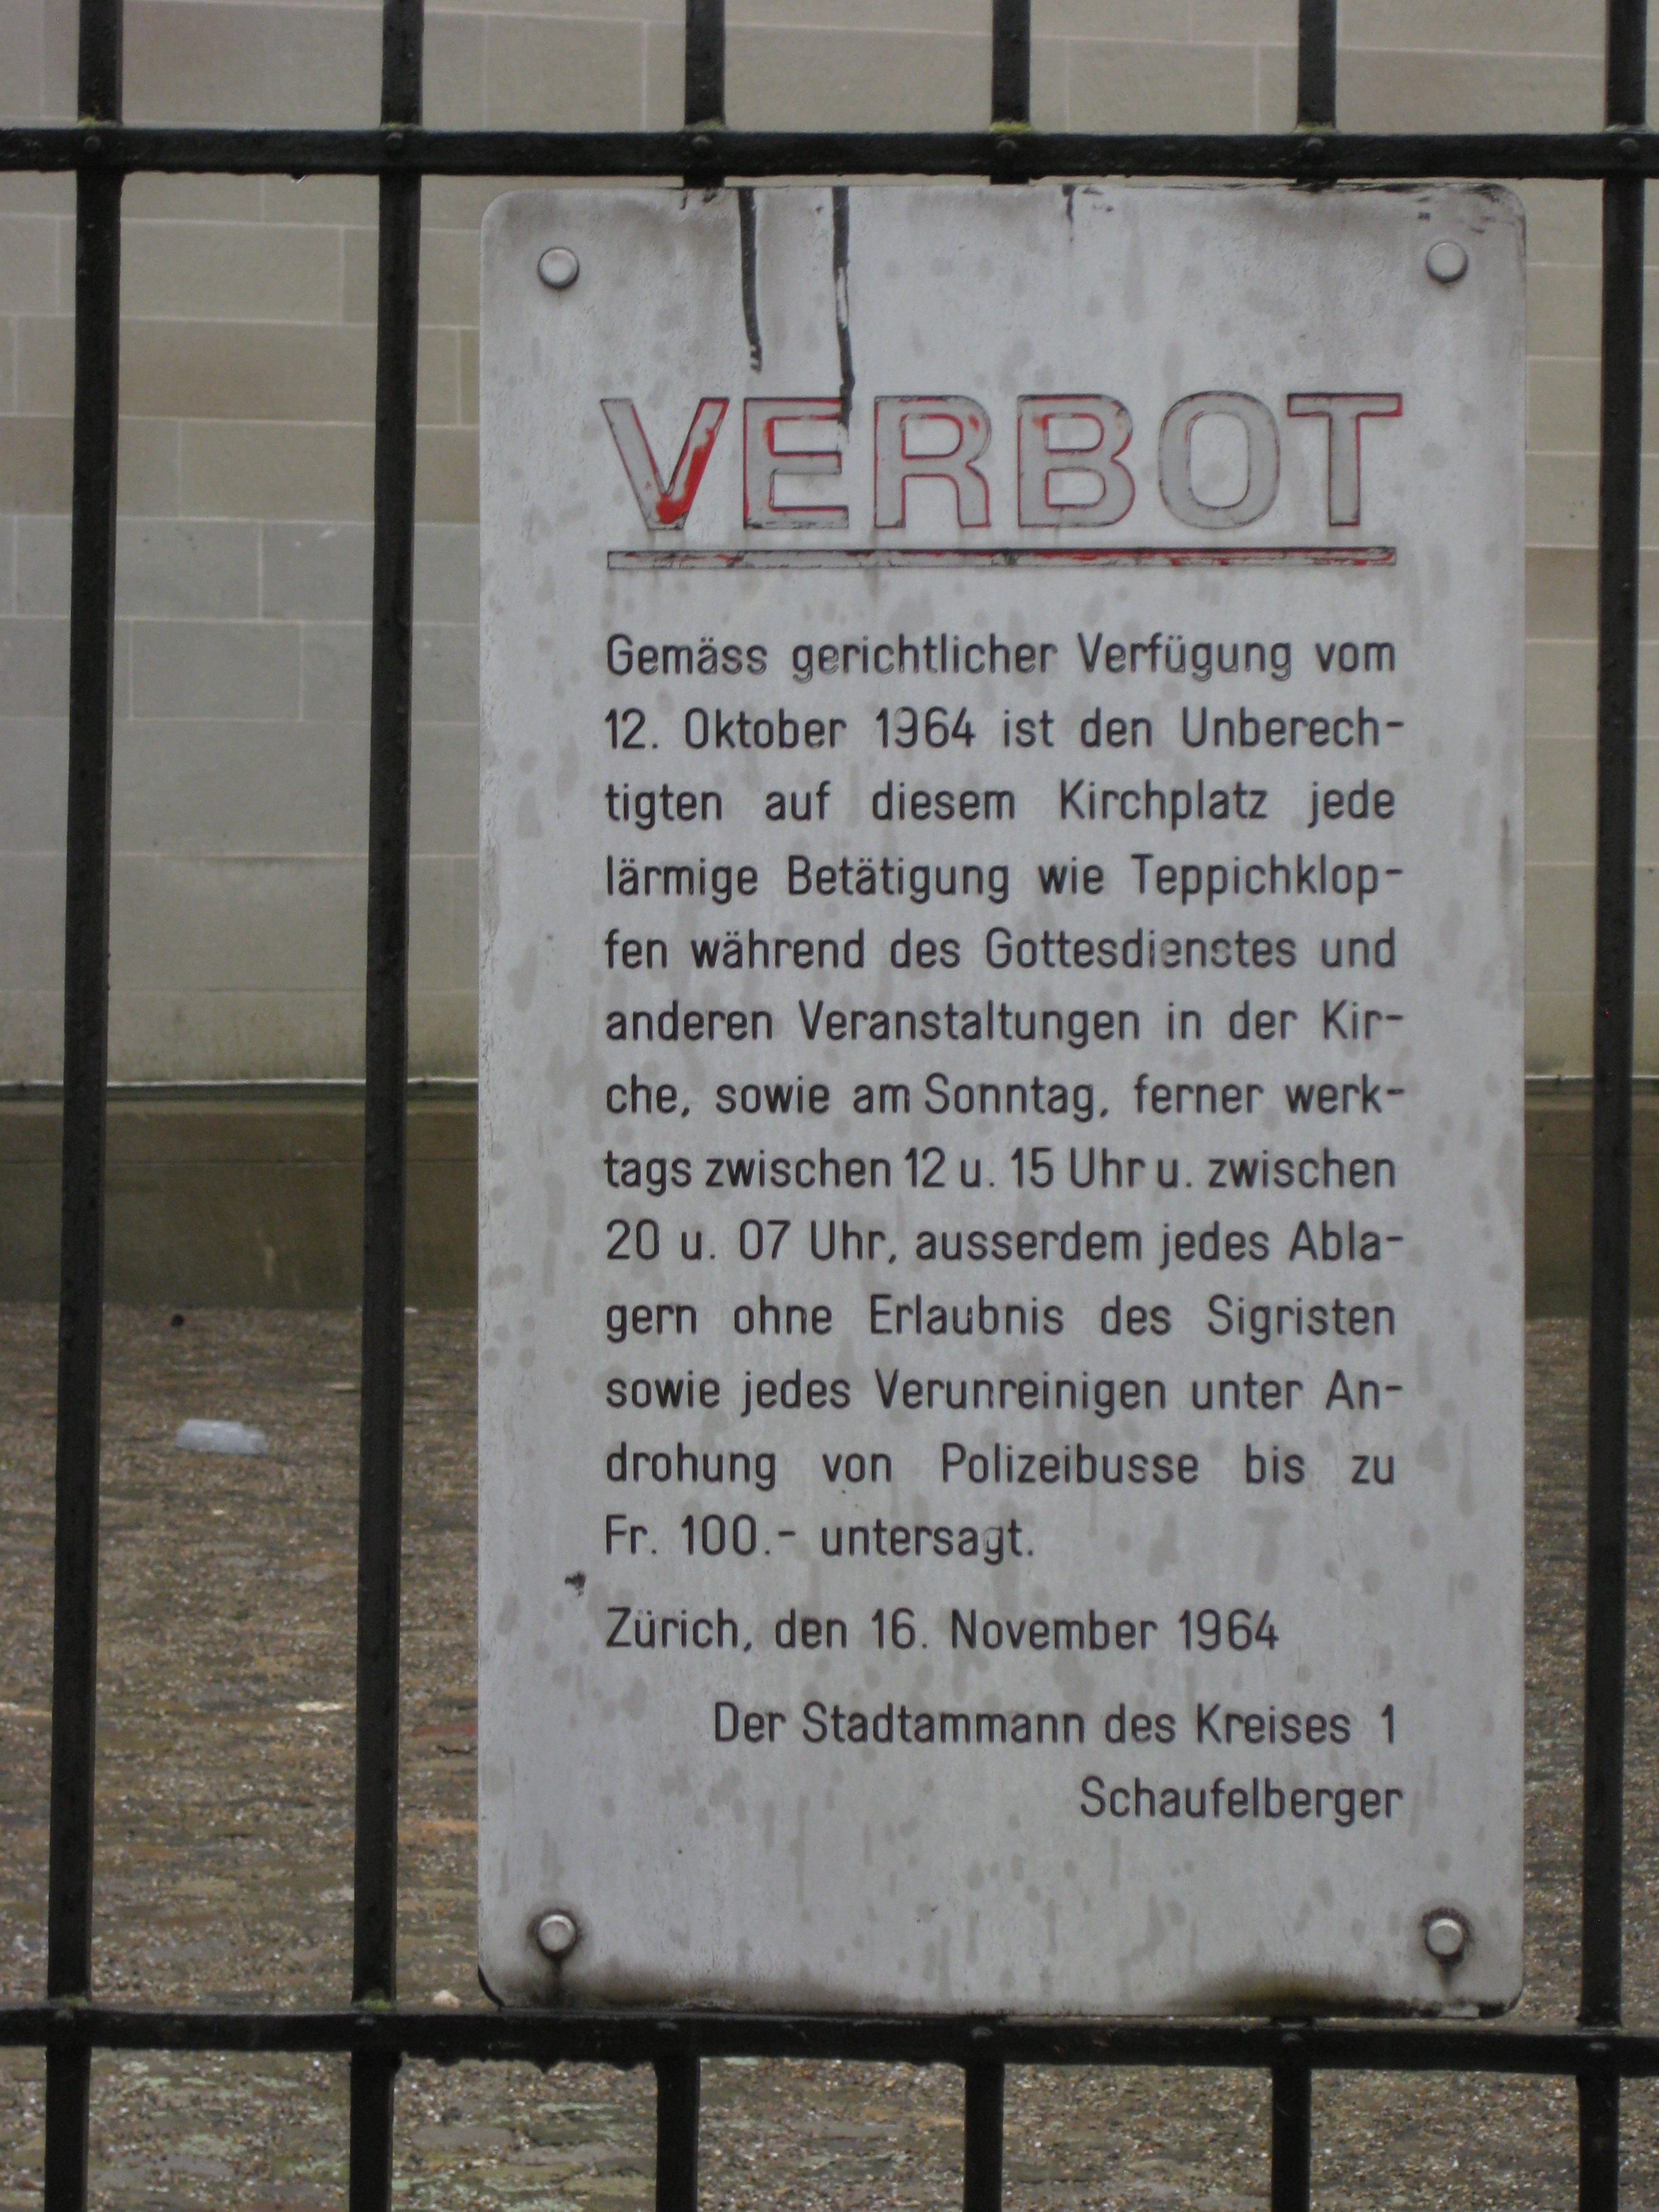 VERBOT
Gemäss gerichtlicher Verfügung vom
12. Oktober 1964 ist den Unberech-
tigten auf diesem Kirchplatz jede
lärmige Betätigung wie Teppichklop-
fen während des Gottesdienstes und
anderen Veranstaltungen in der Kir-
che, sowie am Sonntag, ferner werk-
tags zwischen 12 u. 15 Uhr u. zwischen
20 u. 07 Uhr, ausserdem jedes Abla-
gern ohne Erlaubnis des Sigristen
sowie jedes Verunreinigen unter An-
drohung von Polizeibusse bis zu
Fr. 100.- untersagt.
Zürich, den 16. November 1964
Der Stadtammann des Kreises 1
Schaufelberger